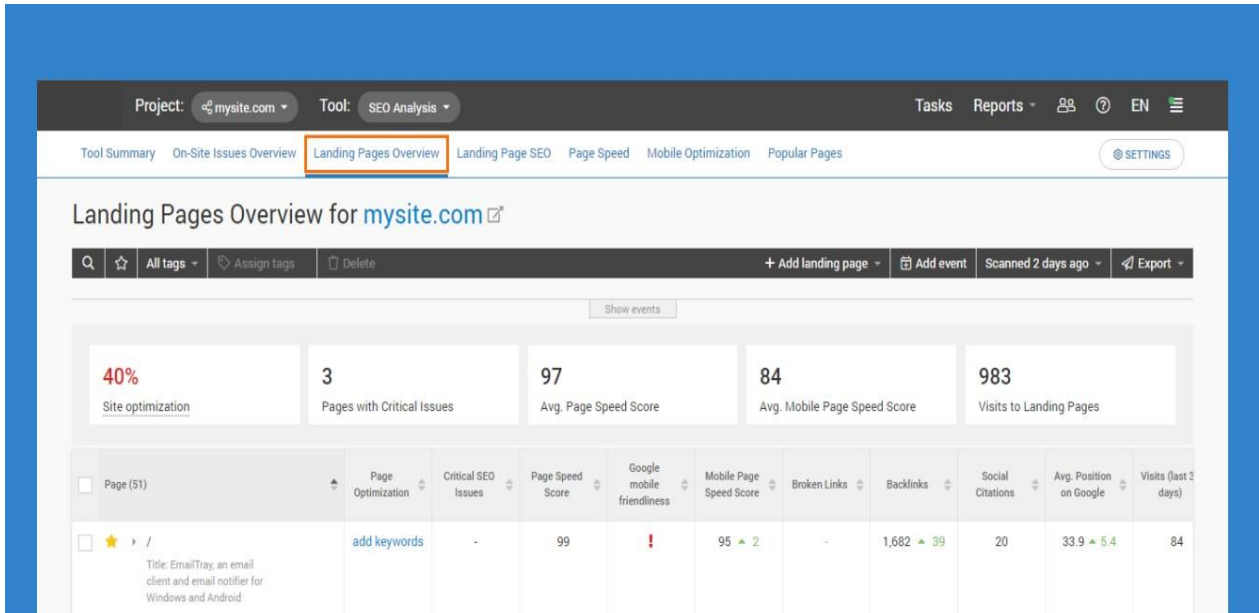 Project: mysite.com Tool: SEO Analysis Tasks Reports EN
Tool Summary On-Site Issues Overview Landing Pages Overview Landing Page SEO Page Speed Mobile Optimization Popular Pages SETTINGS
Landing Pages Overview for mysite.com
All tags Assign tags Delete + Add landing page Add event Scanned 2 days ago Export
Show events
40% 3 97 84 983
Site optimization Pages with Critical Issues Avg. Page Speed Score Avg. Mobile Page Speed Score Visits to Landing Pages
Page (51)
Page
Optimization
Critical SEO
Issues
Page Speed
Score
Google
mobile
friendliness
Mobile Page
Speed Score
Broken Links
Backlinks
Social
Citations
Avg. Position
on Google
Visits (last 3
days)
/ add keywords - 99 ! 95 2 - 1,682 39 20 33.9 5.4 84
Title: EmailTray, an email
client and email notifier for
Windows and Android